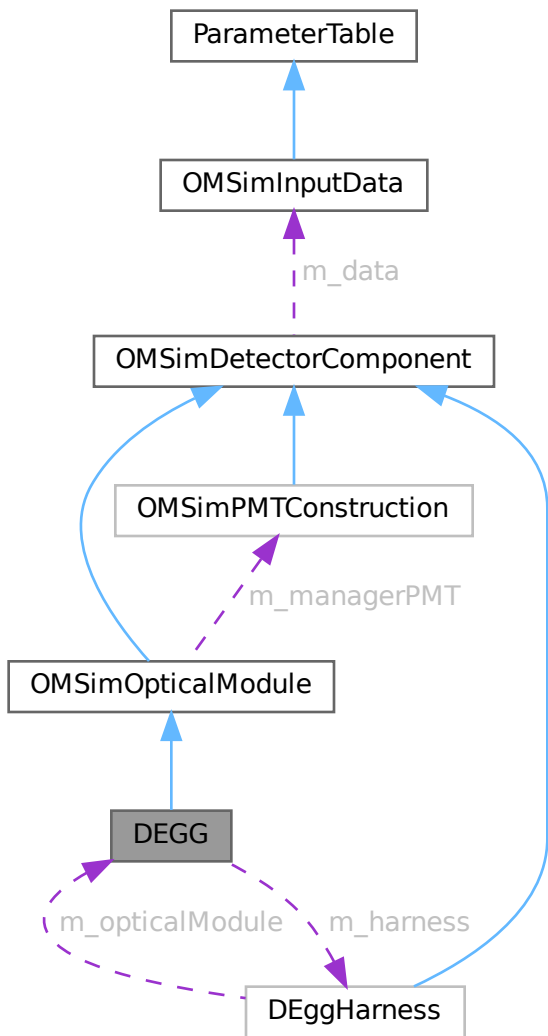 ParameterTable
OMSimInputData
m_data
OMSimDetectorComponent
OMSimPMTConstruction
m_managerPMT
OMSimOpticalModule
DEGG
m_opticalModule
m_harness
DEggHarness